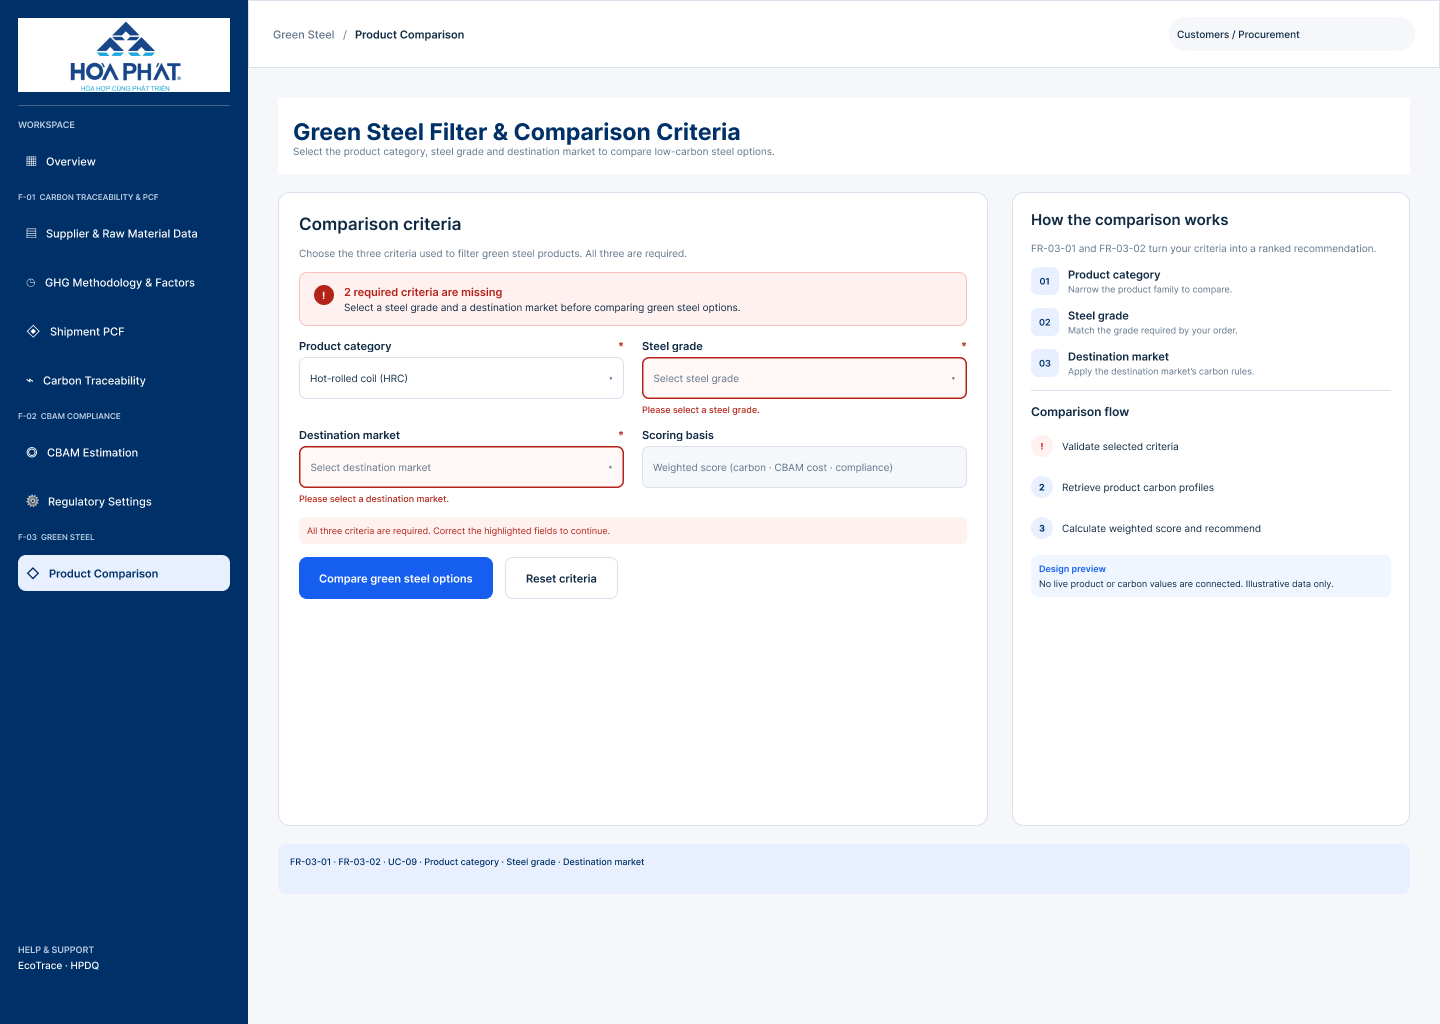 HÒA PHÁT
HÒA HỢP CÙNG PHÁT TRIỂN
WORKSPACE
Overview
F-01 CARBON TRACEABILITY & PCF
Supplier & Raw Material Data
GHG Methodology & Factors
Shipment PCF
Carbon Traceability
F-02 CBAM COMPLIANCE
CBAM Estimation
Regulatory Settings
F-03 GREEN STEEL
Product Comparison
HELP & SUPPORT
EcoTrace · HPDQ
Green Steel / Product Comparison
Customers / Procurement
Green Steel Filter & Comparison Criteria
Select the product category, steel grade and destination market to compare low-carbon steel options.
Comparison criteria
Choose the three criteria used to filter green steel products. All three are required.
!
2 required criteria are missing
Select a steel grade and a destination market before comparing green steel options.
Product category *
Hot-rolled coil (HRC)
Steel grade *
Select steel grade
Please select a steel grade.
Destination market *
Select destination market
Please select a destination market.
Scoring basis
Weighted score (carbon · CBAM cost · compliance)
All three criteria are required. Correct the highlighted fields to continue.
Compare green steel options
Reset criteria
How the comparison works
FR-03-01 and FR-03-02 turn your criteria into a ranked recommendation.
01 Product category
Narrow the product family to compare.
02 Steel grade
Match the grade required by your order.
03 Destination market
Apply the destination market's carbon rules.
Comparison flow
! Validate selected criteria
2 Retrieve product carbon profiles
3 Calculate weighted score and recommend
Design preview
No live product or carbon values are connected. Illustrative data only.
FR-03-01 · FR-03-02 · UC-09 · Product category · Steel grade · Destination market